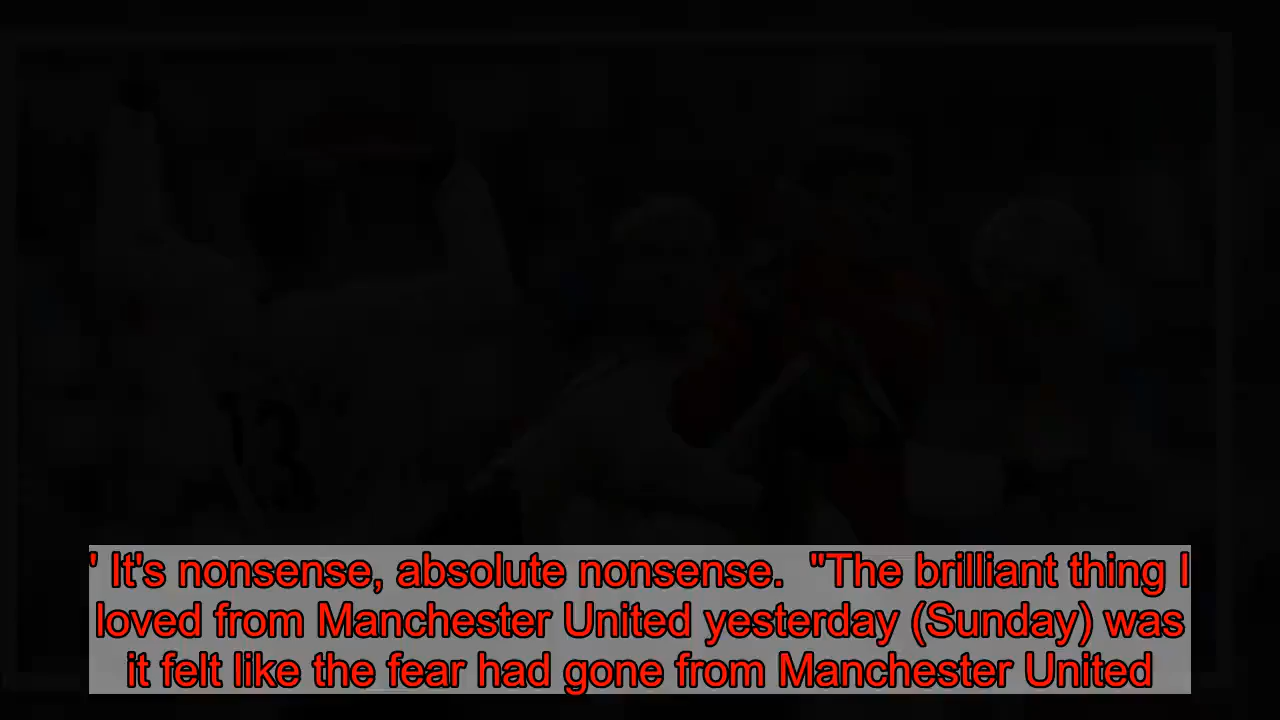 ' It's nonsense, absolute nonsense.  "The brilliant thing I
loved from Manchester United yesterday (Sunday) was
it felt like the fear had gone from Manchester United
13